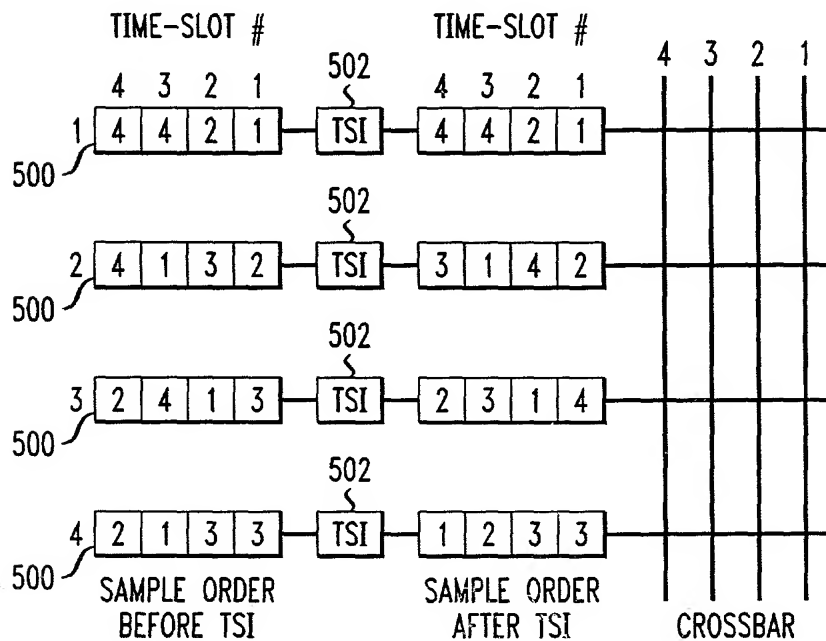 TIME-SLOT # TIME-SLOT #
4 3 2 1 502 4 3 2 1 4 3 2 1
1 4 4 2 1 TSI 4 4 2 1
500
502
2 4 1 3 2 TSI 3 1 4 2
500
502
3 2 4 1 3 TSI 2 3 1 4
500
502
4 2 1 3 3 TSI 1 2 3 3
500
SAMPLE ORDER SAMPLE ORDER
BEFORE TSI AFTER TSI CROSSBAR